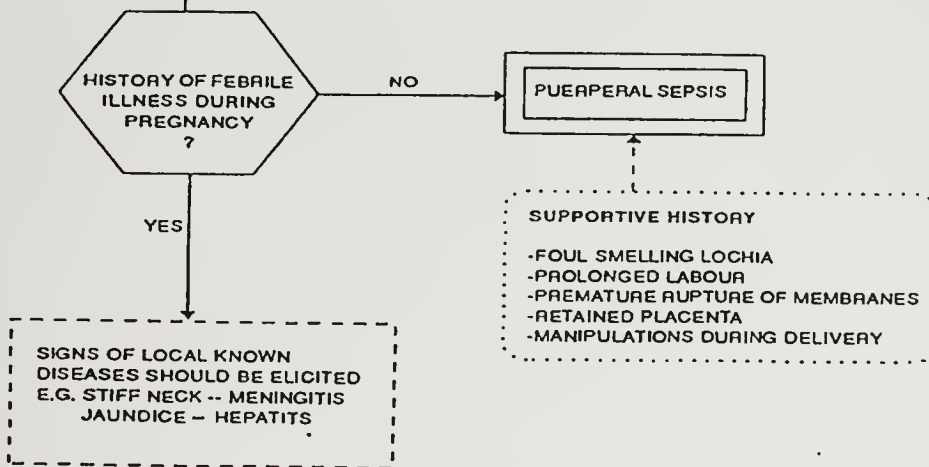 HISTORY OF FEBRILE
ILLNESS DURING
PREGNANCY
?
NO
PUERPERAL SEPSIS
YES
SUPPORTIVE HISTORY
-FOUL SMELLING LOCHIA
-PROLONGED LABOUR
-PREMATURE RUPTURE OF MEMBRANES
-RETAINED PLACENTA
-MANIPULATIONS DURING DELIVERY
SIGNS OF LOCAL KNOWN
DISEASES SHOULD BE ELICITED
E.G. STIFF NECK -- MENINGITIS
JAUNDICE – HEPATITS